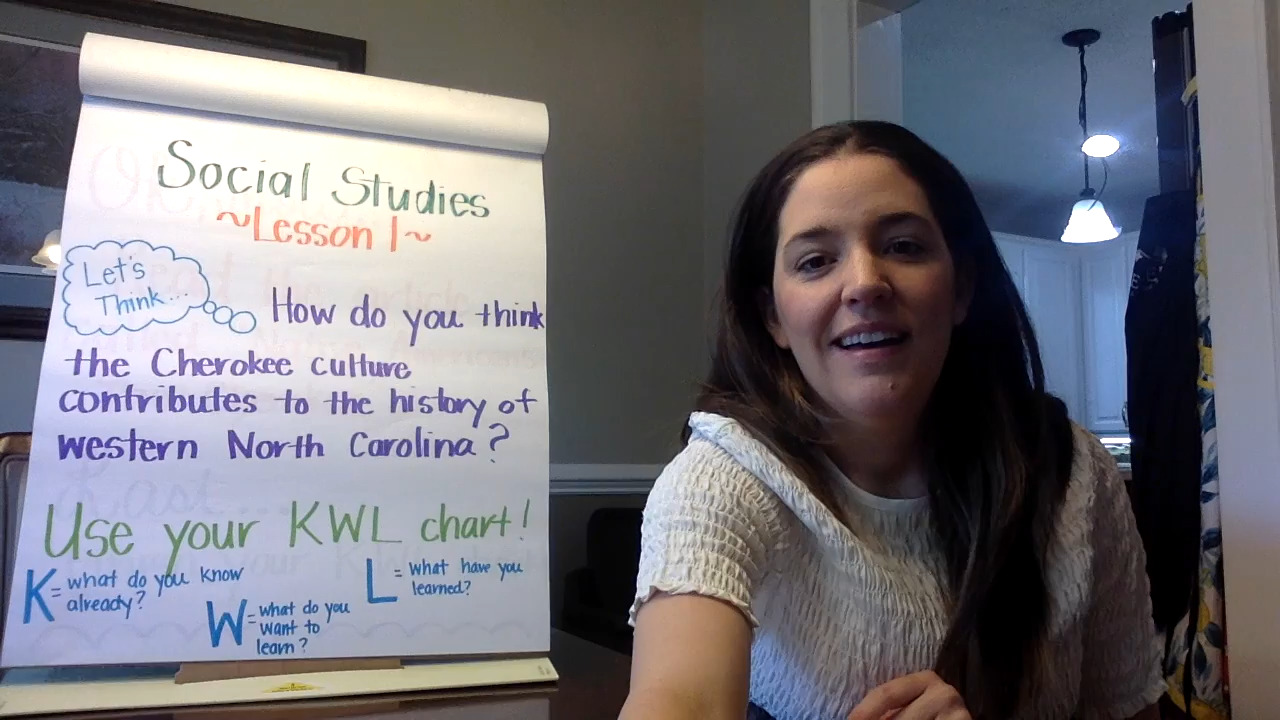 Social Studies
~Lesson 1~
Let's
Think...
How do you think
the Cherokee culture
contributes to the history of
western North Carolina?
Use your KWL chart!
K = what do you know
already?
W = what do you
want to
learn?
L = what have you
learned?